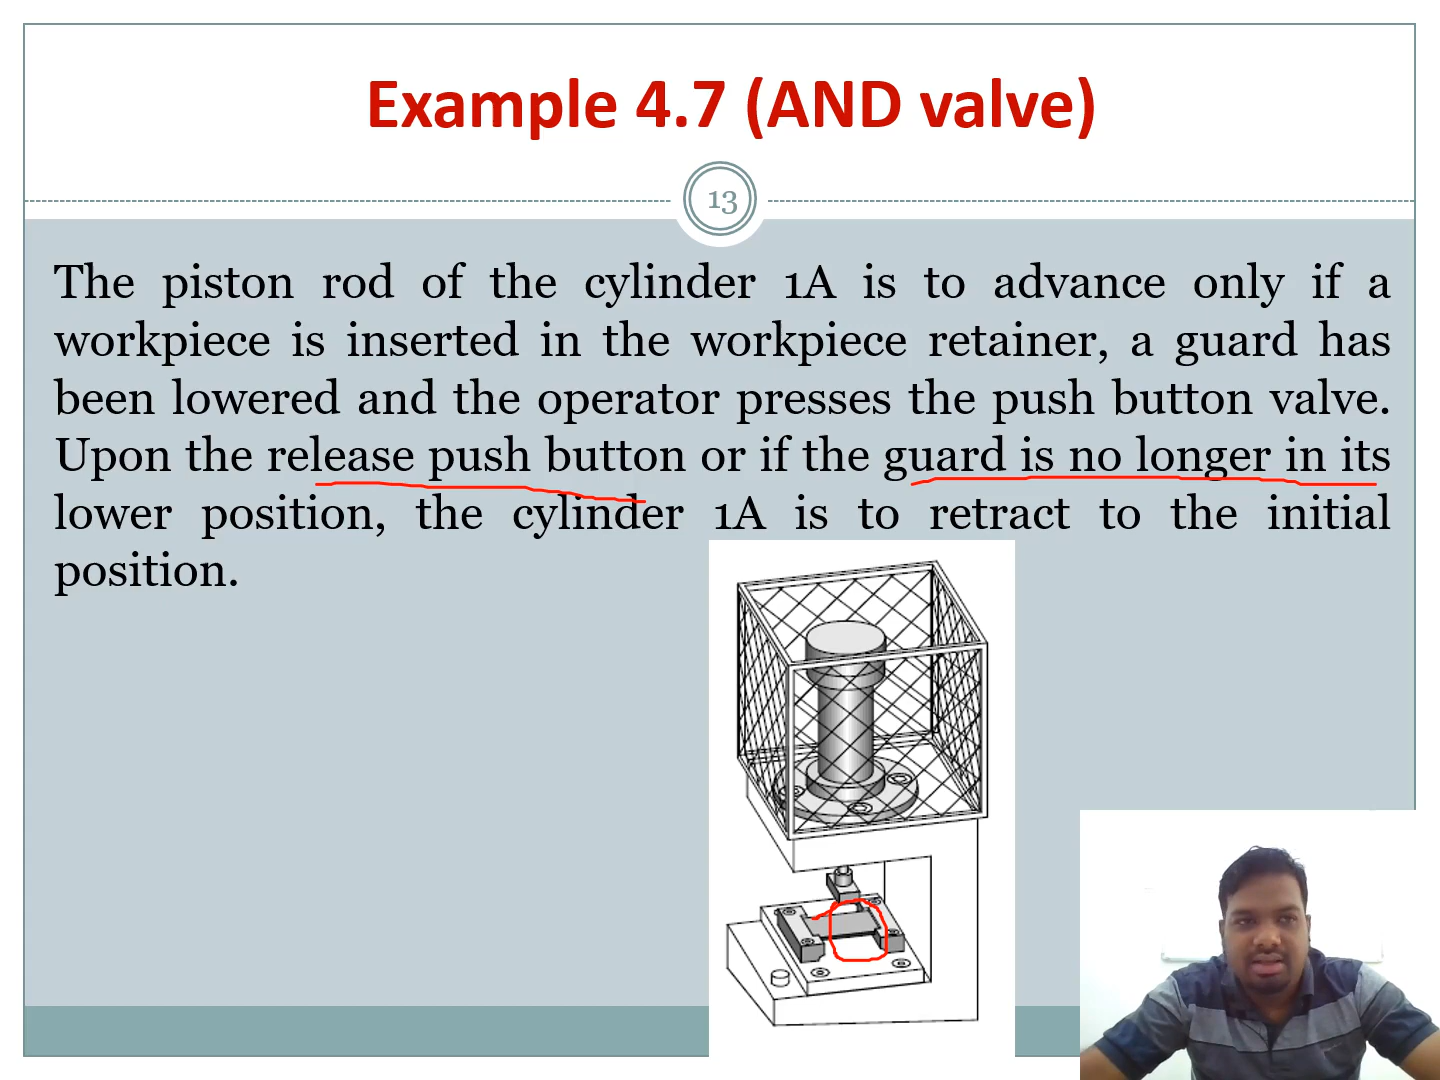 Example 4.7 (AND valve)
13
The piston rod of the cylinder 1A is to advance only if a
workpiece is inserted in the workpiece retainer, a guard has
been lowered and the operator presses the push button valve.
Upon the release push button or if the guard is no longer in its
lower position, the cylinder 1A is to retract to the initial
position.